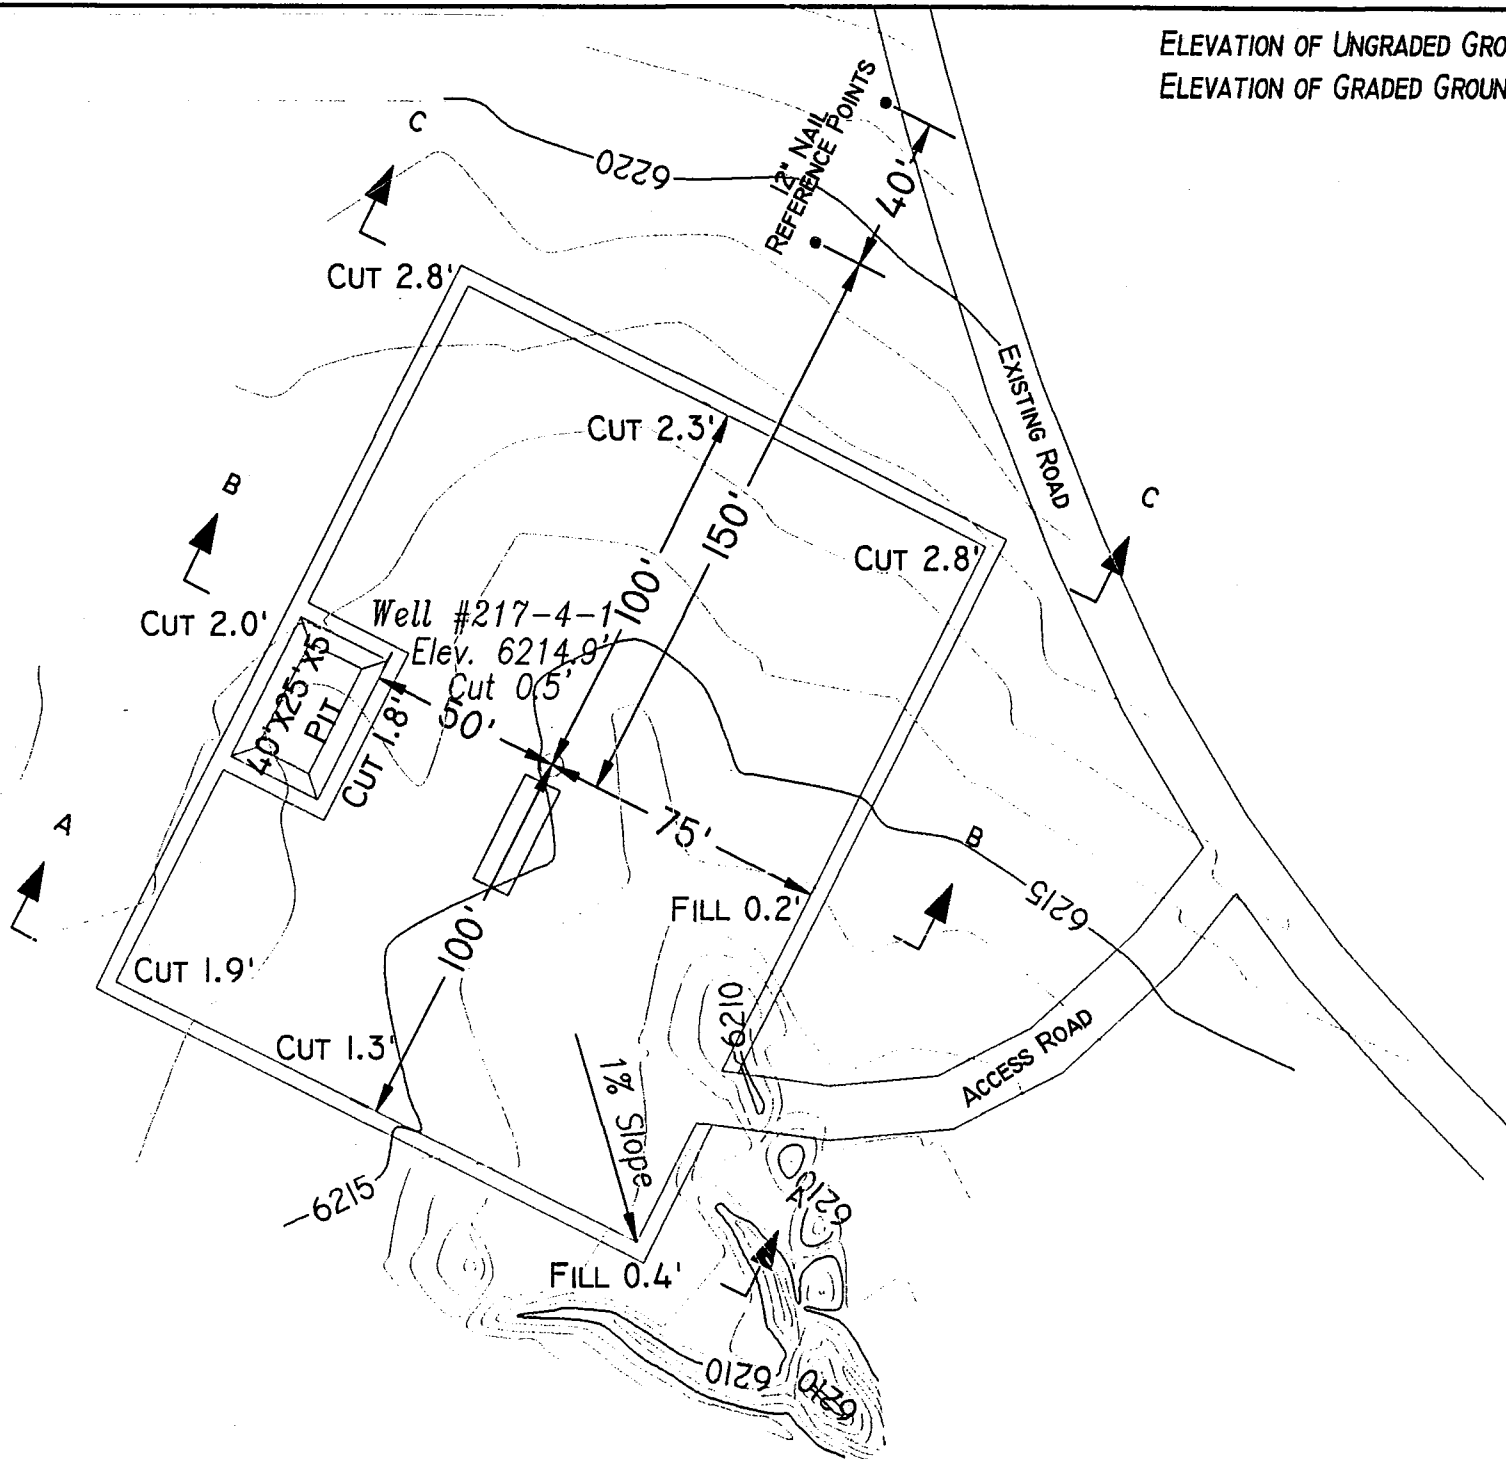 ELEVATION OF UNGRADED GRO
ELEVATION OF GRADED GROUN
C
12" NAIL
REFERENCE POINTS
40'
6220
CUT 2.8'
EXISTING ROAD
CUT 2.3'
B
C
150'
CUT 2.8'
100'
Well #217-4-1
Elev. 6214.9'
Cut 0.5'
CUT 2.0'
40'X25'X5
PIT
CUT 1.8'
50'
A
75'
B
6215
FILL 0.2'
100'
CUT 1.9'
6210
CUT 1.3'
ACCESS ROAD
1% Slope
6215
A
6210
FILL 0.4'
6210
6210